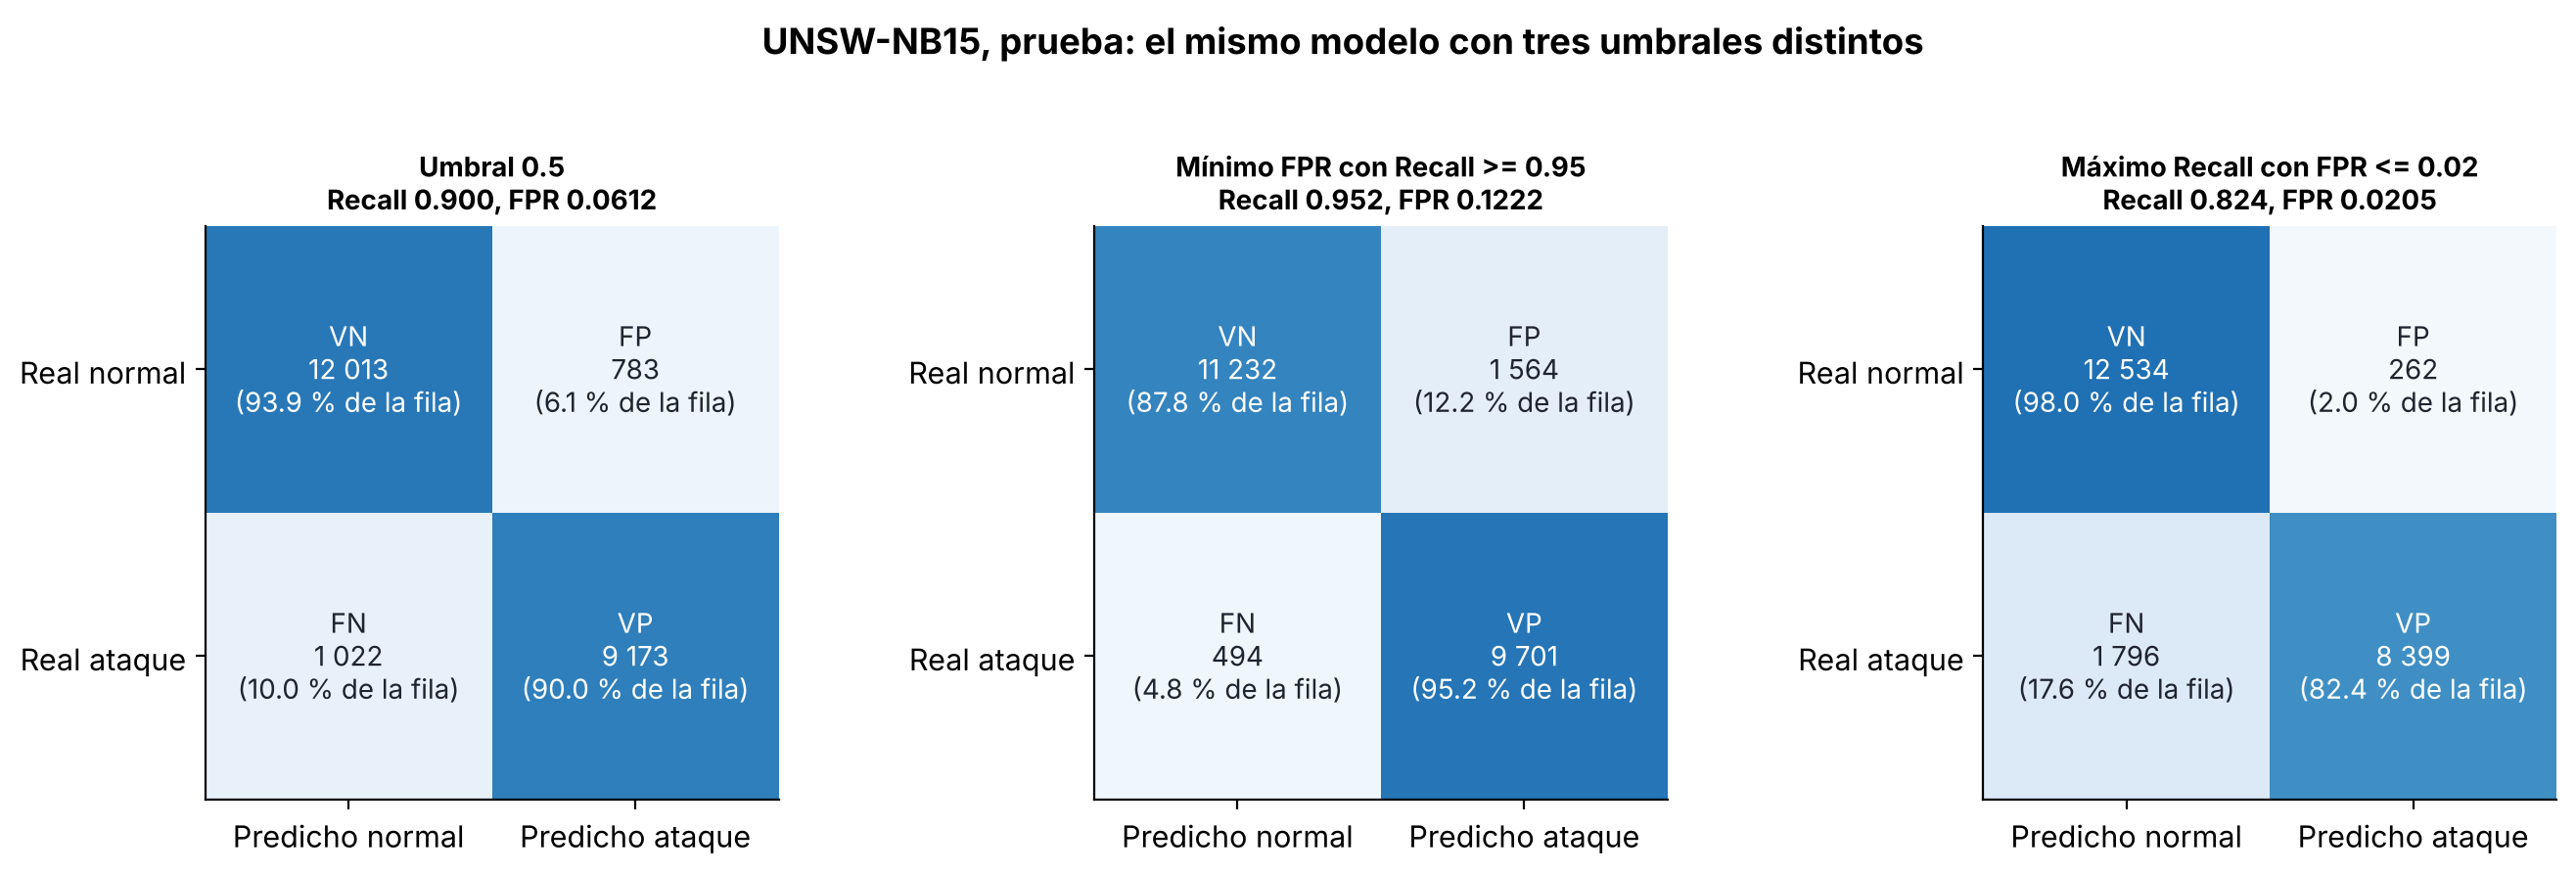 UNSW-NB15, prueba: el mismo modelo con tres umbrales distintos
Umbral 0.5
Recall 0.900, FPR 0.0612
Real normal
VN
12 013
(93.9 % de la fila)
FP
783
(6.1 % de la fila)
Real ataque
FN
1 022
(10.0 % de la fila)
VP
9 173
(90.0 % de la fila)
Predicho normal
Predicho ataque
Mínimo FPR con Recall >= 0.95
Recall 0.952, FPR 0.1222
Real normal
VN
11 232
(87.8 % de la fila)
FP
1 564
(12.2 % de la fila)
Real ataque
FN
494
(4.8 % de la fila)
VP
9 701
(95.2 % de la fila)
Predicho normal
Predicho ataque
Máximo Recall con FPR <= 0.02
Recall 0.824, FPR 0.0205
Real normal
VN
12 534
(98.0 % de la fila)
FP
262
(2.0 % de la fila)
Real ataque
FN
1 796
(17.6 % de la fila)
VP
8 399
(82.4 % de la fila)
Predicho normal
Predicho ataque